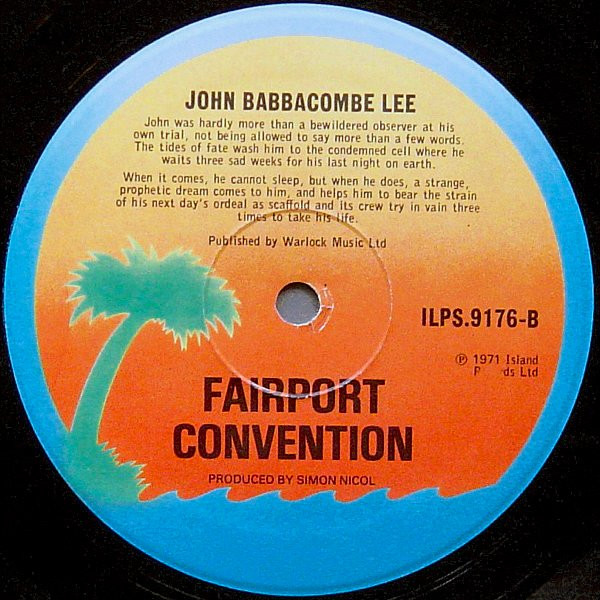 JOHN BABBACOMBE LEE
John was hardly more than a bewildered observer at his
own trial, not being allowed to say more than a few words.
The tides of fate wash him to the condemned cell where he
waits three sad weeks for his last night on earth.
When it comes, he cannot sleep, but when he does, a strange,
prophetic dream comes to him, and helps him to bear the strain
of his next day's ordeal as scaffold and its crew try in vain three
times to take his life.
Published by Warlock Music Ltd
ILPS.9176-B
℗ 1971 Island
Ltd
FAIRPORT
CONVENTION
PRODUCED BY SIMON NICOL